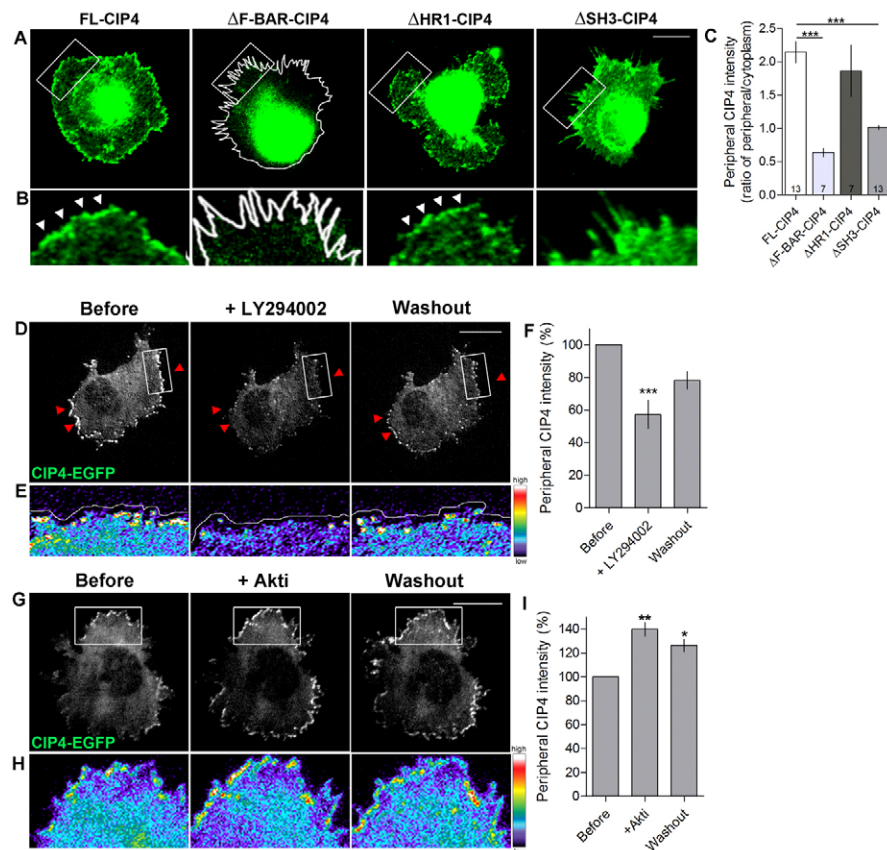 FL-CIP4 ΔF-BAR-CIP4 ΔHR1-CIP4 ΔSH3-CIP4
A
B
C
Peripheral CIP4 intensity
(ratio of peripheral/cytoplasm)
2.5
2.0
1.5
1.0
0.5
0.0
***
***
13 7 7 13
FL-CIP4
ΔF-BAR-CIP4
ΔHR1-CIP4
ΔSH3-CIP4
Before + LY294002 Washout
D
CIP4-EGFP
E
high
low
F
Peripheral CIP4 intensity (%)
100
80
60
40
20
0
***
Before
+ LY294002
Washout
Before + Akti Washout
G
CIP4-EGFP
H
high
I
Peripheral CIP4 intensity (%)
140
120
100
80
60
40
20
0
**
*
Before
+Akti
Washout